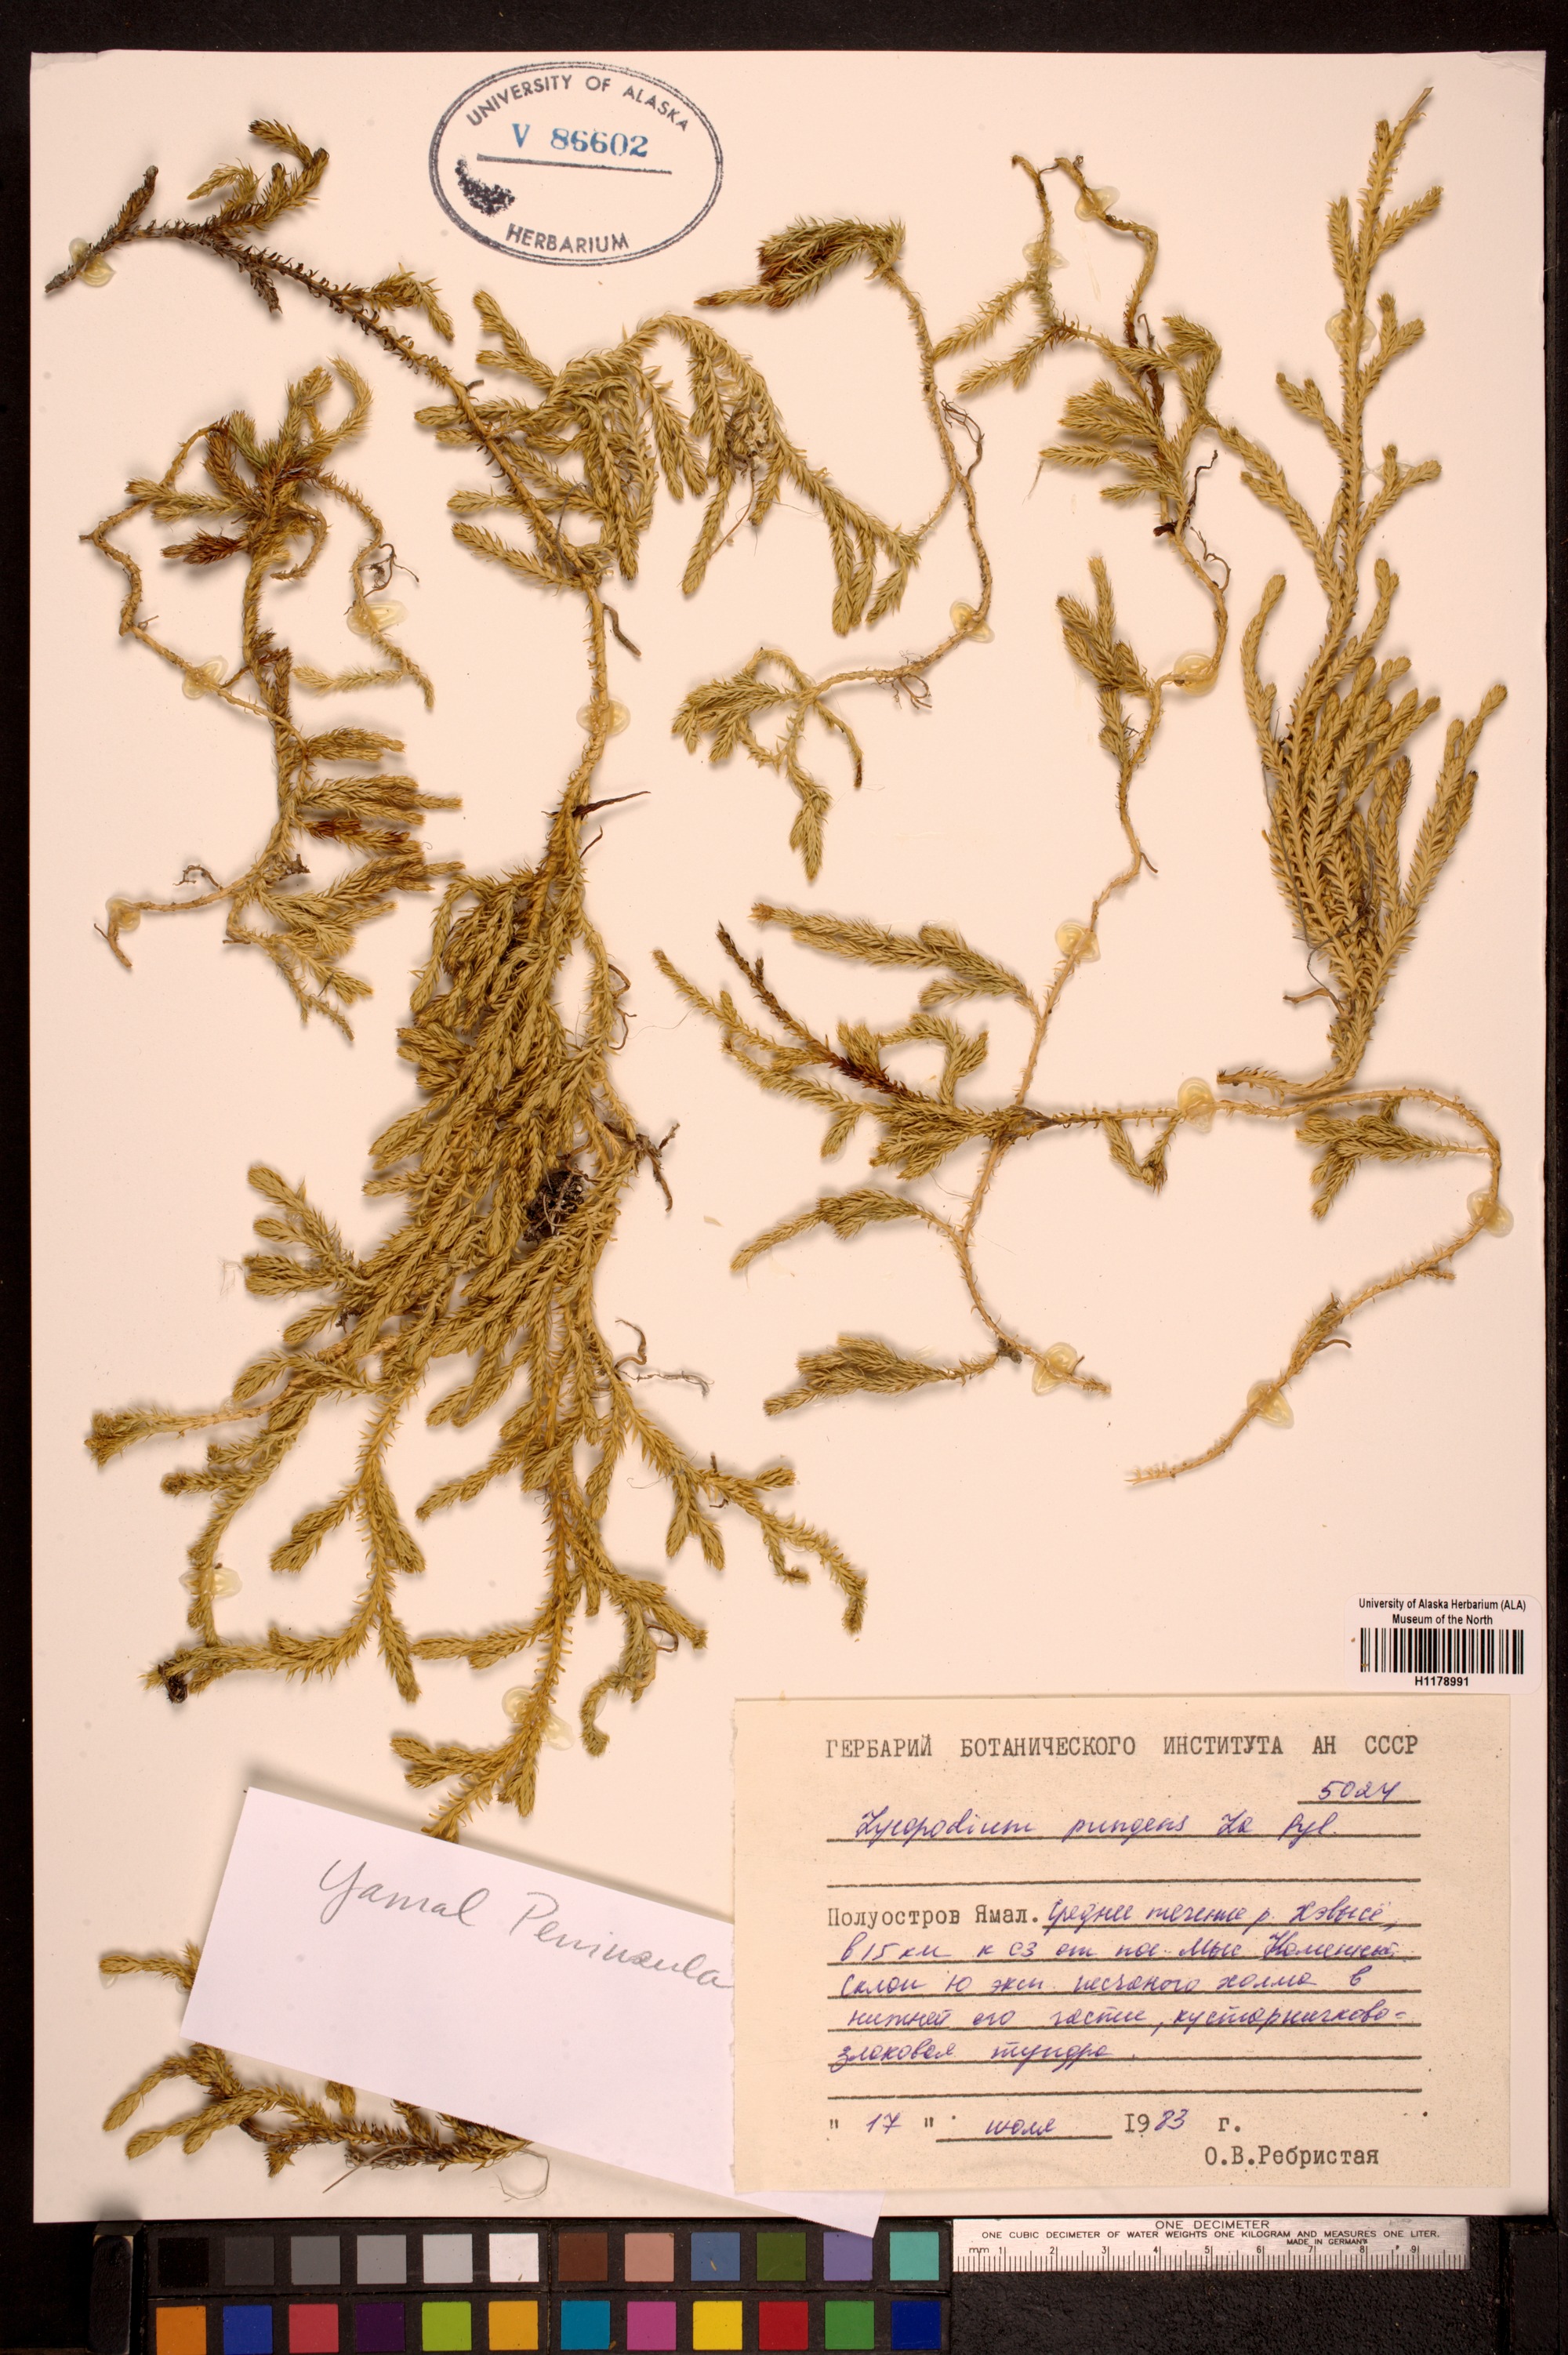 UNIVERSITY OF ALASKA
V 86602
HERBARIUM
University of Alaska Herbarium (ALA)
Museum of the North
H1178991
ГЕРБАРИЙ БОТАНИЧЕСКОГО ИНСТИТУТА АН СССР
5024
Lycopodium pungens La Pyl.
Полуостров Ямал. Среднее течение р. Хэвысё,
в 15 км к СЗ от пос. Мыс Каменный.
Склон Ю эксп. песчаного холма в
нижней его части, кустарничково-
злаковая тундра.
" 17 " июля 1983 г.
О.В.Ребристая
Yamal Peninsula
ONE DECIMETER
ONE CUBIC DECIMETER OF WATER WEIGHTS ONE KILOGRAM AND MEASURES ONE LITER.
MADE IN GERMANY
mm 1 2 3 4 5 6 7 8 9